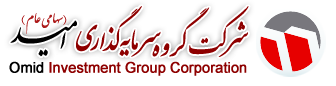 شرکت گروه سرمایه گذاری امید (سهامی عام)
Omid Investment Group Corporation